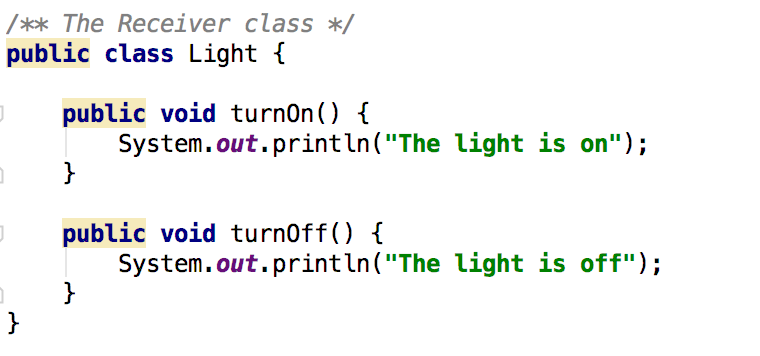 /** The Receiver class */
public class Light {
public void turnOn() {
System.out.println("The light is on");
}
public void turnOff() {
System.out.println("The light is off");
}
}